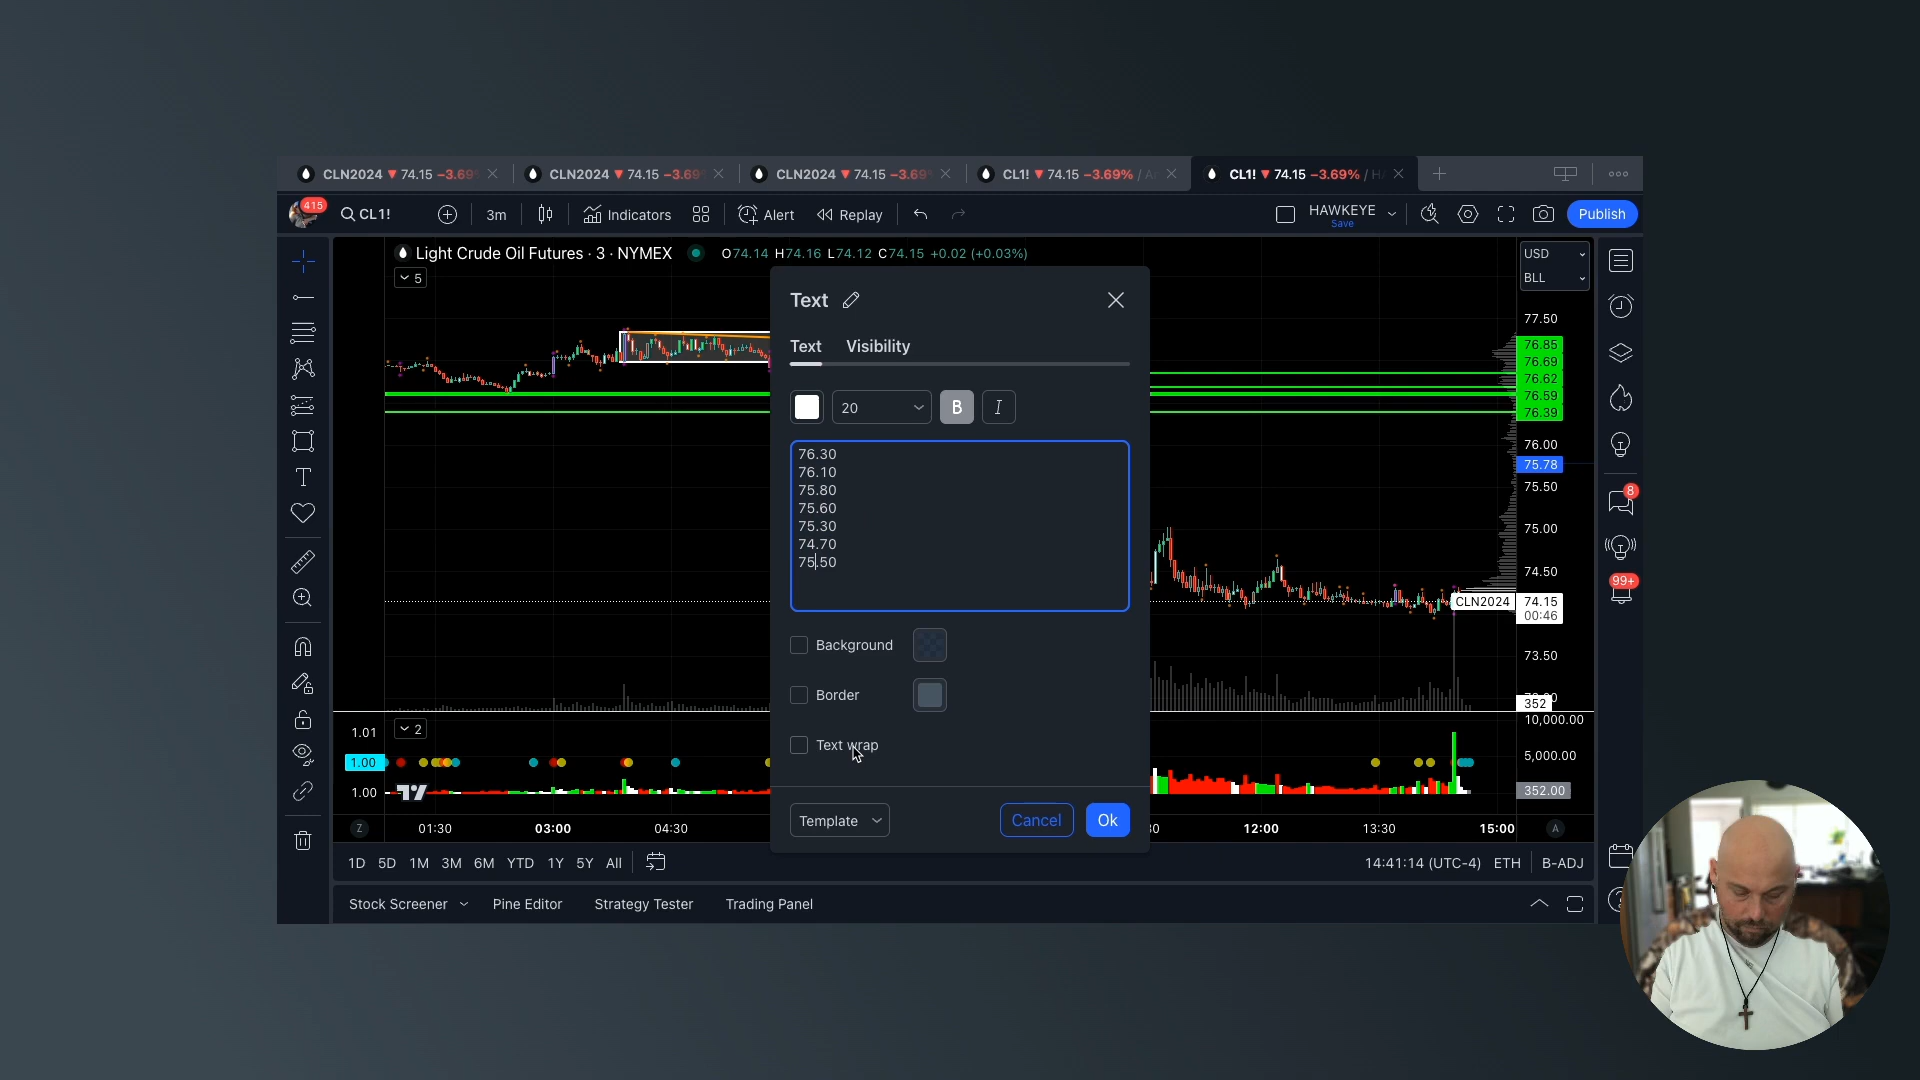 CLN2024 ▼ 74.15 −3.69%
CLN2024 ▼ 74.15 −3.69%
CLN2024 ▼ 74.15 −3.69%
CL1! ▼ 74.15 −3.69% /
CL1! ▼ 74.15 −3.69% / H
415
CL1!
3m
Indicators
Alert
Replay
HAWKEYE
Save
Publish
Light Crude Oil Futures · 3 · NYMEX
O74.14 H74.16 L74.12 C74.15 +0.02 (+0.03%)
5
USD
BLL
Text
Text Visibility
20
B
I
76.30
76.10
75.80
75.60
75.30
74.70
75.50
Background
Border
Text wrap
Template
Cancel
Ok
77.50
76.85
76.69
76.62
76.59
76.39
76.00
75.78
75.50
75.00
74.50
CLN2024
74.15
00:46
73.50
352
8
99+
2
1.01
1.00
1.00
10,000.00
5,000.00
352.00
Z
01:30
03:00
04:30
12:00
13:30
15:00
A
1D 5D 1M 3M 6M YTD 1Y 5Y All
14:41:14 (UTC-4) ETH B-ADJ
Stock Screener
Pine Editor
Strategy Tester
Trading Panel